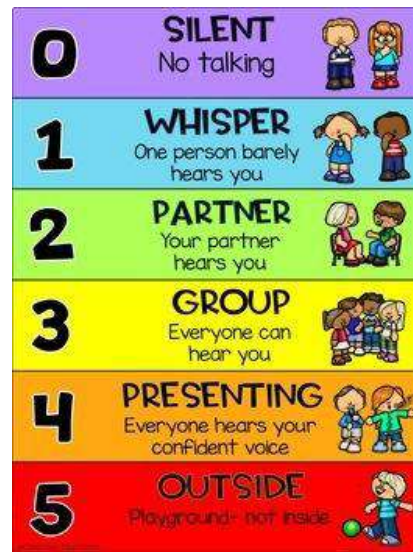 0
SILENT
No talking
1
WHISPER
One person barely
hears you
2
PARTNER
Your partner
hears you
3
GROUP
Everyone can
hear you
4
PRESENTING
Everyone hears your
confident voice
5
OUTSIDE
Playground- not inside